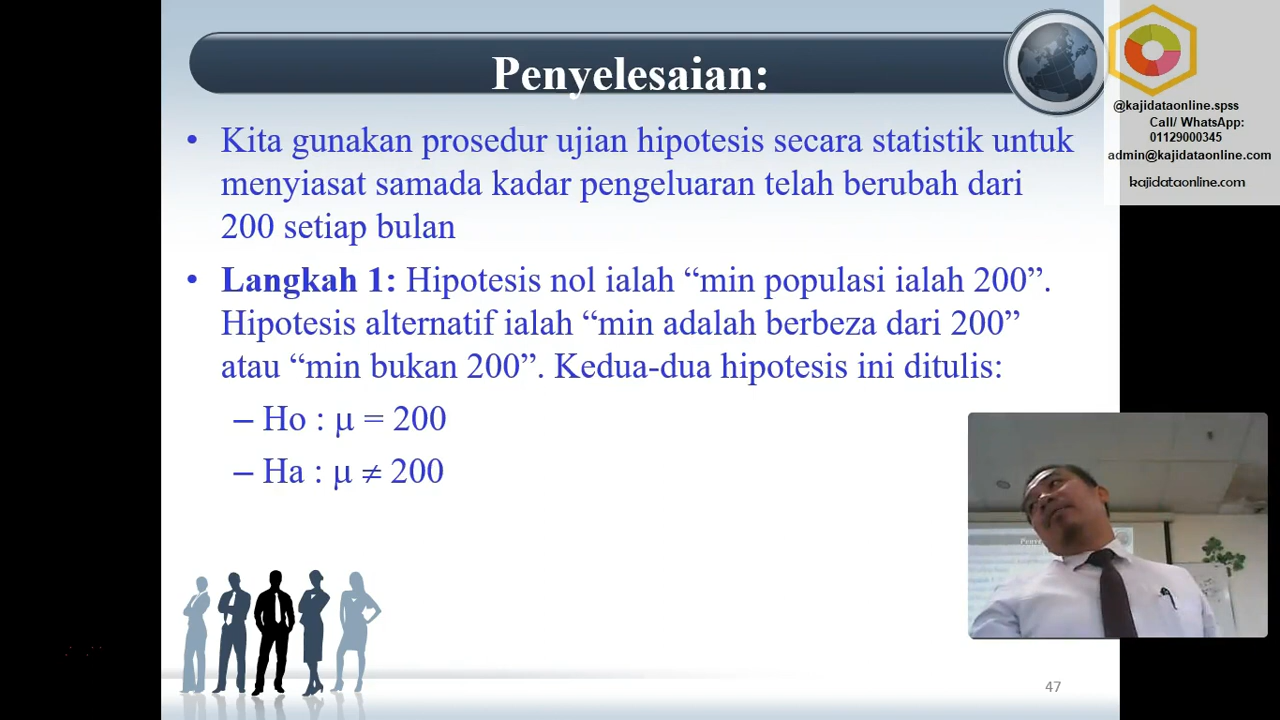 Penyelesaian:
• Kita gunakan prosedur ujian hipotesis secara statistik untuk
menyiasat samada kadar pengeluaran telah berubah dari
200 setiap bulan
• Langkah 1: Hipotesis nol ialah “min populasi ialah 200”.
Hipotesis alternatif ialah “min adalah berbeza dari 200”
atau “min bukan 200”. Kedua-dua hipotesis ini ditulis:
– Ho : µ = 200
– Ha : µ ≠ 200
47
@kajidataonline.spss
Call/ WhatsApp:
01129000345
admin@kajidataonline.com
kajidataonline.com